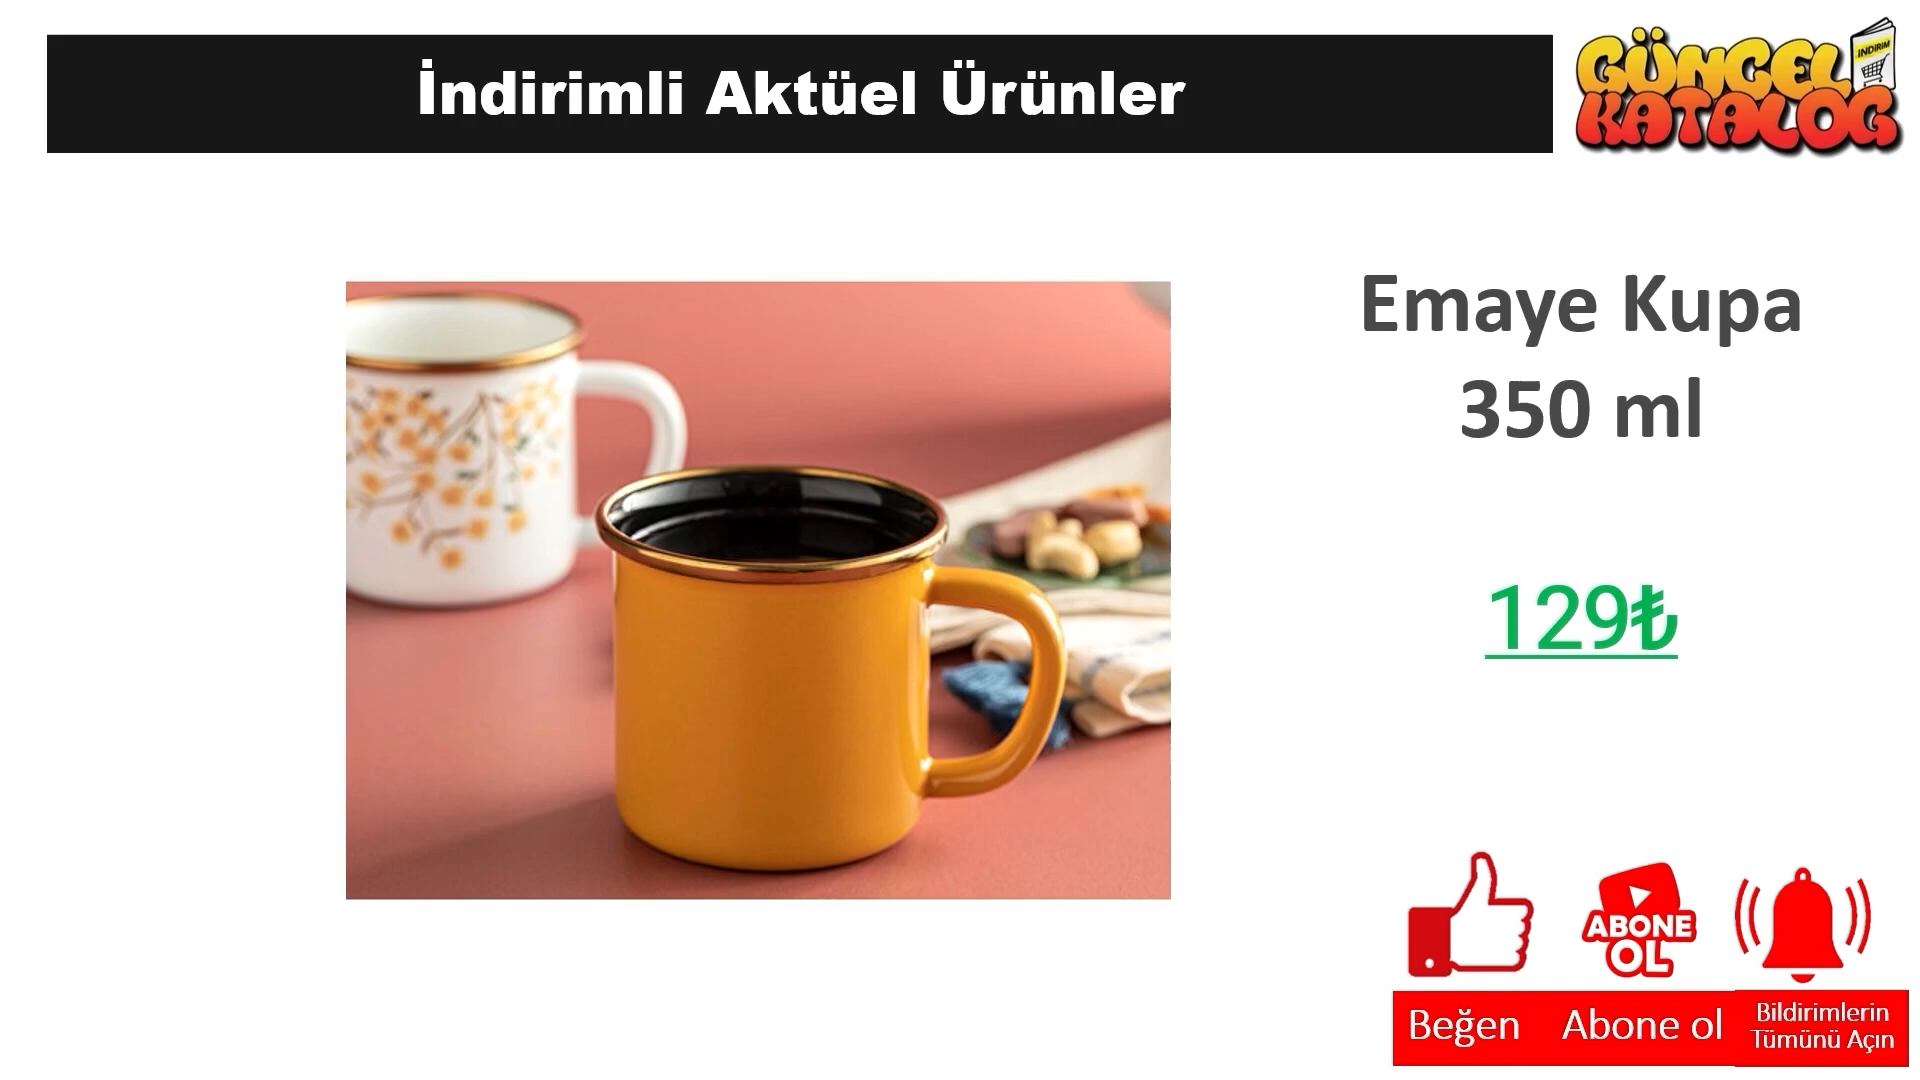 İndirimli Aktüel Ürünler
GÜNCEL
KATALOG
İNDİRİM
Emaye Kupa
350 ml
129₺
ABONE
OL
Beğen
Abone ol
Bildirimlerin
Tümünü Açın